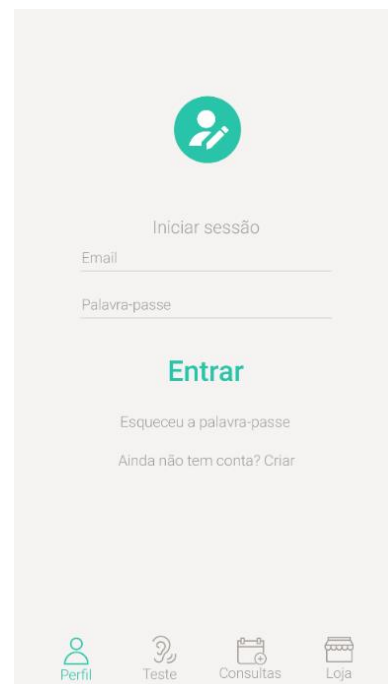 Iniciar sessão
Email
Palavra-passe
Entrar
Esqueceu a palavra-passe
Ainda não tem conta? Criar
Perfil Teste Consultas Loja